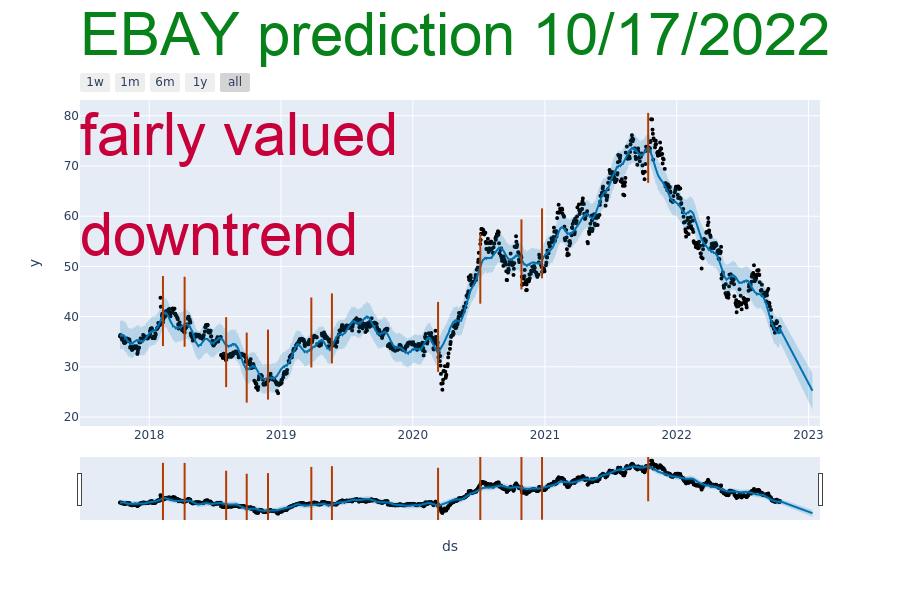 EBAY prediction 10/17/2022
1w 1m 6m 1y all
fairly valued
downtrend
80
70
60
50
40
30
20
y
2018 2019 2020 2021 2022 2023
ds